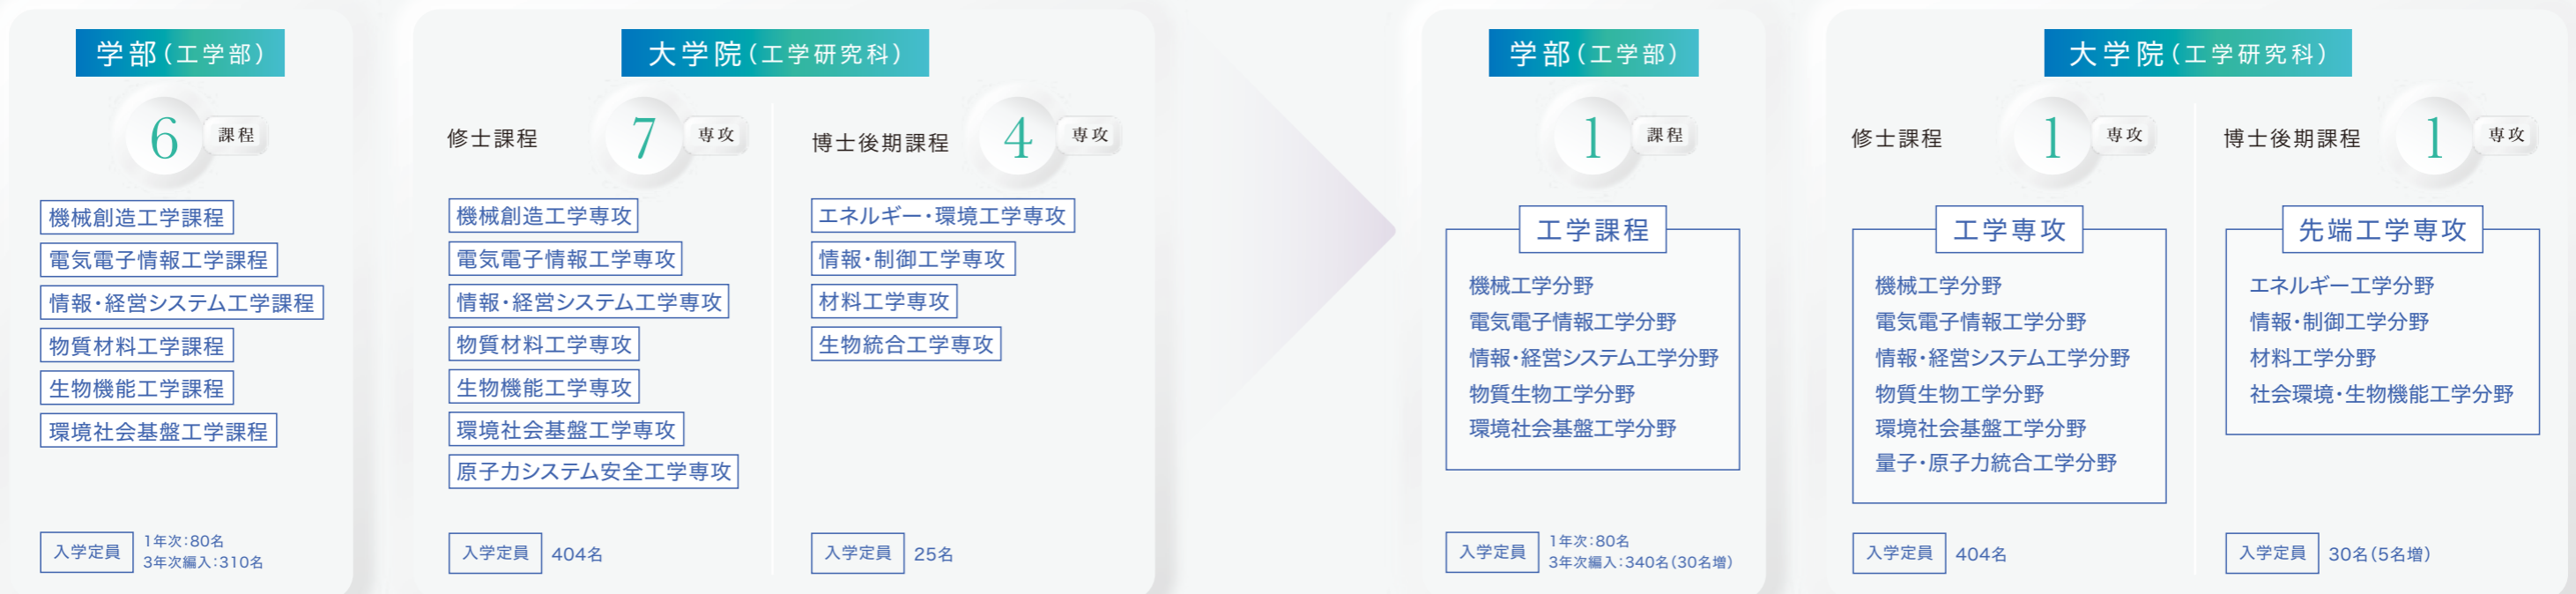 学部(工学部)
6 課程
機械創造工学課程
電気電子情報工学課程
情報・経営システム工学課程
物質材料工学課程
生物機能工学課程
環境社会基盤工学課程
入学定員
1年次:80名
3年次編入:310名
大学院(工学研究科)
修士課程 7 専攻
機械創造工学専攻
電気電子情報工学専攻
情報・経営システム工学専攻
物質材料工学専攻
生物機能工学専攻
環境社会基盤工学専攻
原子力システム安全工学専攻
入学定員 404名
博士後期課程 4 専攻
エネルギー・環境工学専攻
情報・制御工学専攻
材料工学専攻
生物統合工学専攻
入学定員 25名
学部(工学部)
1 課程
工学課程
機械工学分野
電気電子情報工学分野
情報・経営システム工学分野
物質生物工学分野
環境社会基盤工学分野
入学定員
1年次:80名
3年次編入:340名(30名増)
大学院(工学研究科)
修士課程 1 専攻
工学専攻
機械工学分野
電気電子情報工学分野
情報・経営システム工学分野
物質生物工学分野
環境社会基盤工学分野
量子・原子力統合工学分野
入学定員 404名
博士後期課程 1 専攻
先端工学専攻
エネルギー工学分野
情報・制御工学分野
材料工学分野
社会環境・生物機能工学分野
入学定員 30名(5名増)